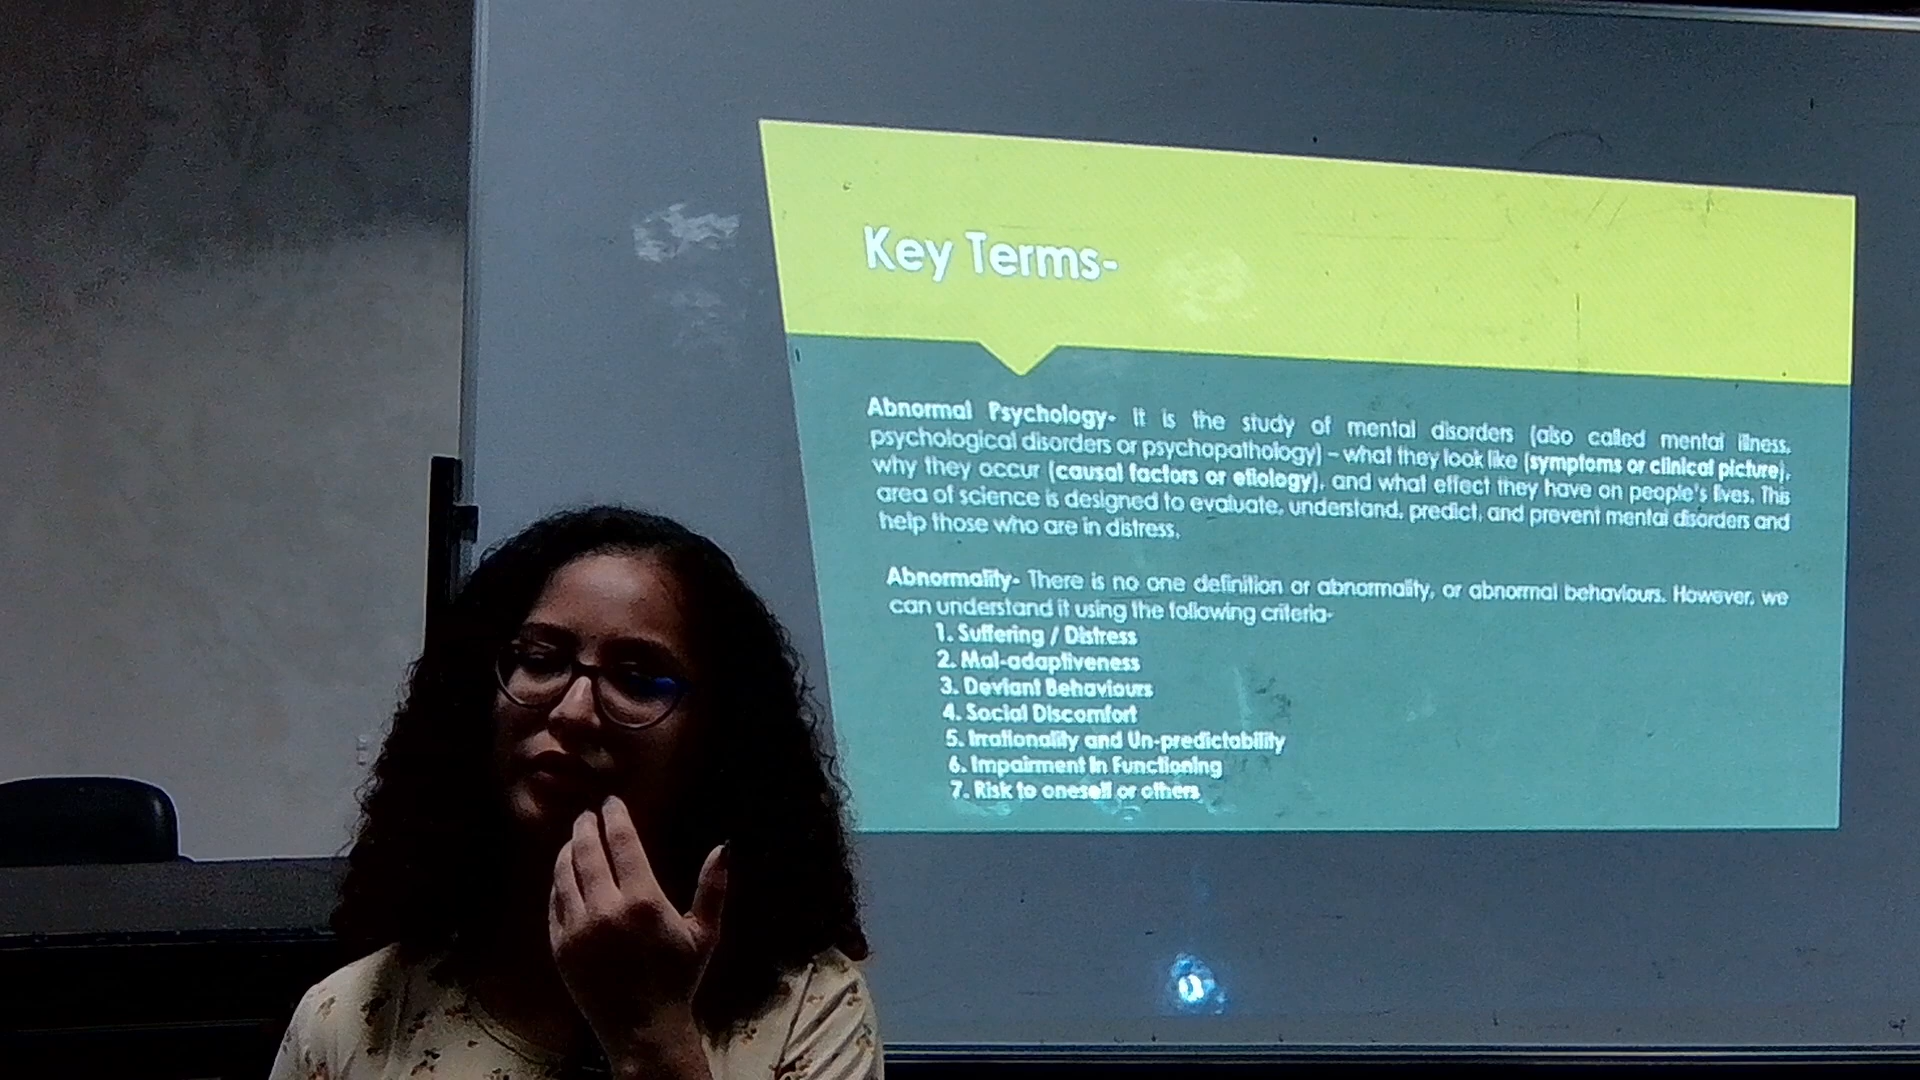 Key Terms-
Abnormal Psychology- It is the study of mental disorders (also called mental illness,
psychological disorders or psychopathology) – what they look like (symptoms or clinical picture),
why they occur (causal factors or etiology), and what effect they have on people's lives. This
area of science is designed to evaluate, understand, predict, and prevent mental disorders and
help those who are in distress.
Abnormality- There is no one definition or abnormality, or abnormal behaviours. However, we
can understand it using the following criteria-
1. Suffering / Distress
2. Mal-adaptiveness
3. Deviant Behaviours
4. Social Discomfort
5. Irrationality and Un-predictability
6. Impairment in Functioning
7. Risk to oneself or others